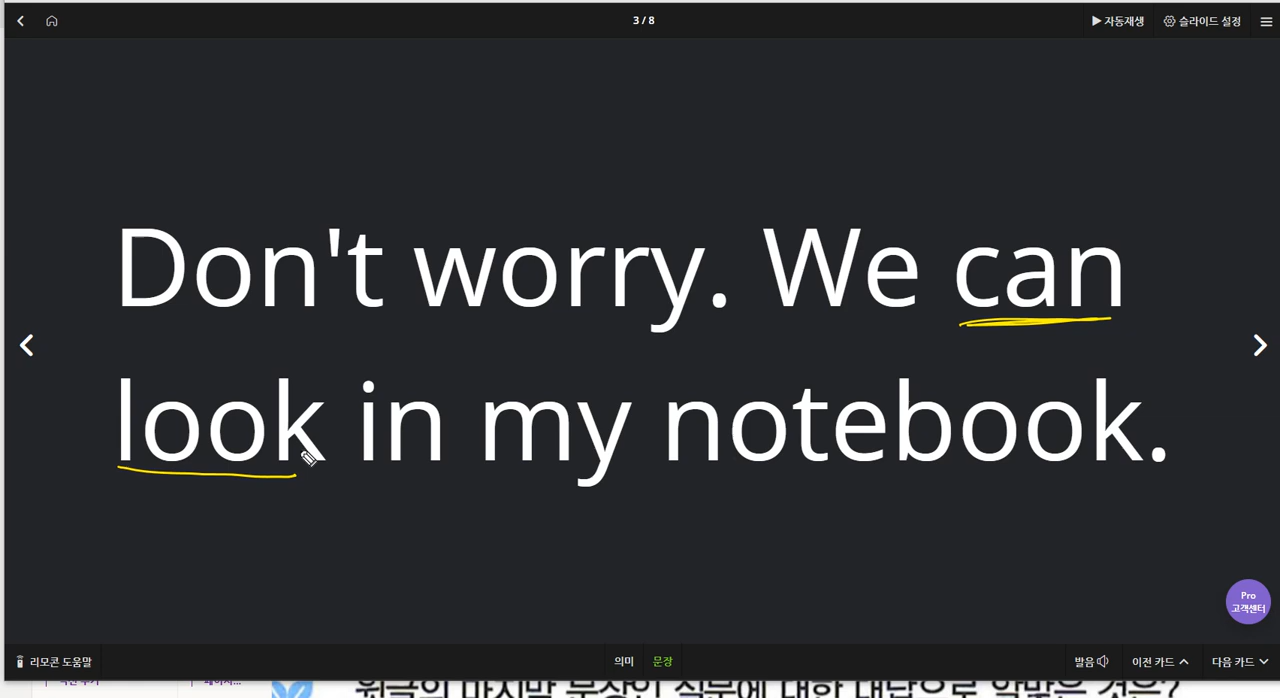 3 / 8
자동재생
슬라이드 설정
Don't worry. We can
look in my notebook.
Pro
고객센터
리모콘 도움말
의미
문장
발음
이전 카드
다음 카드